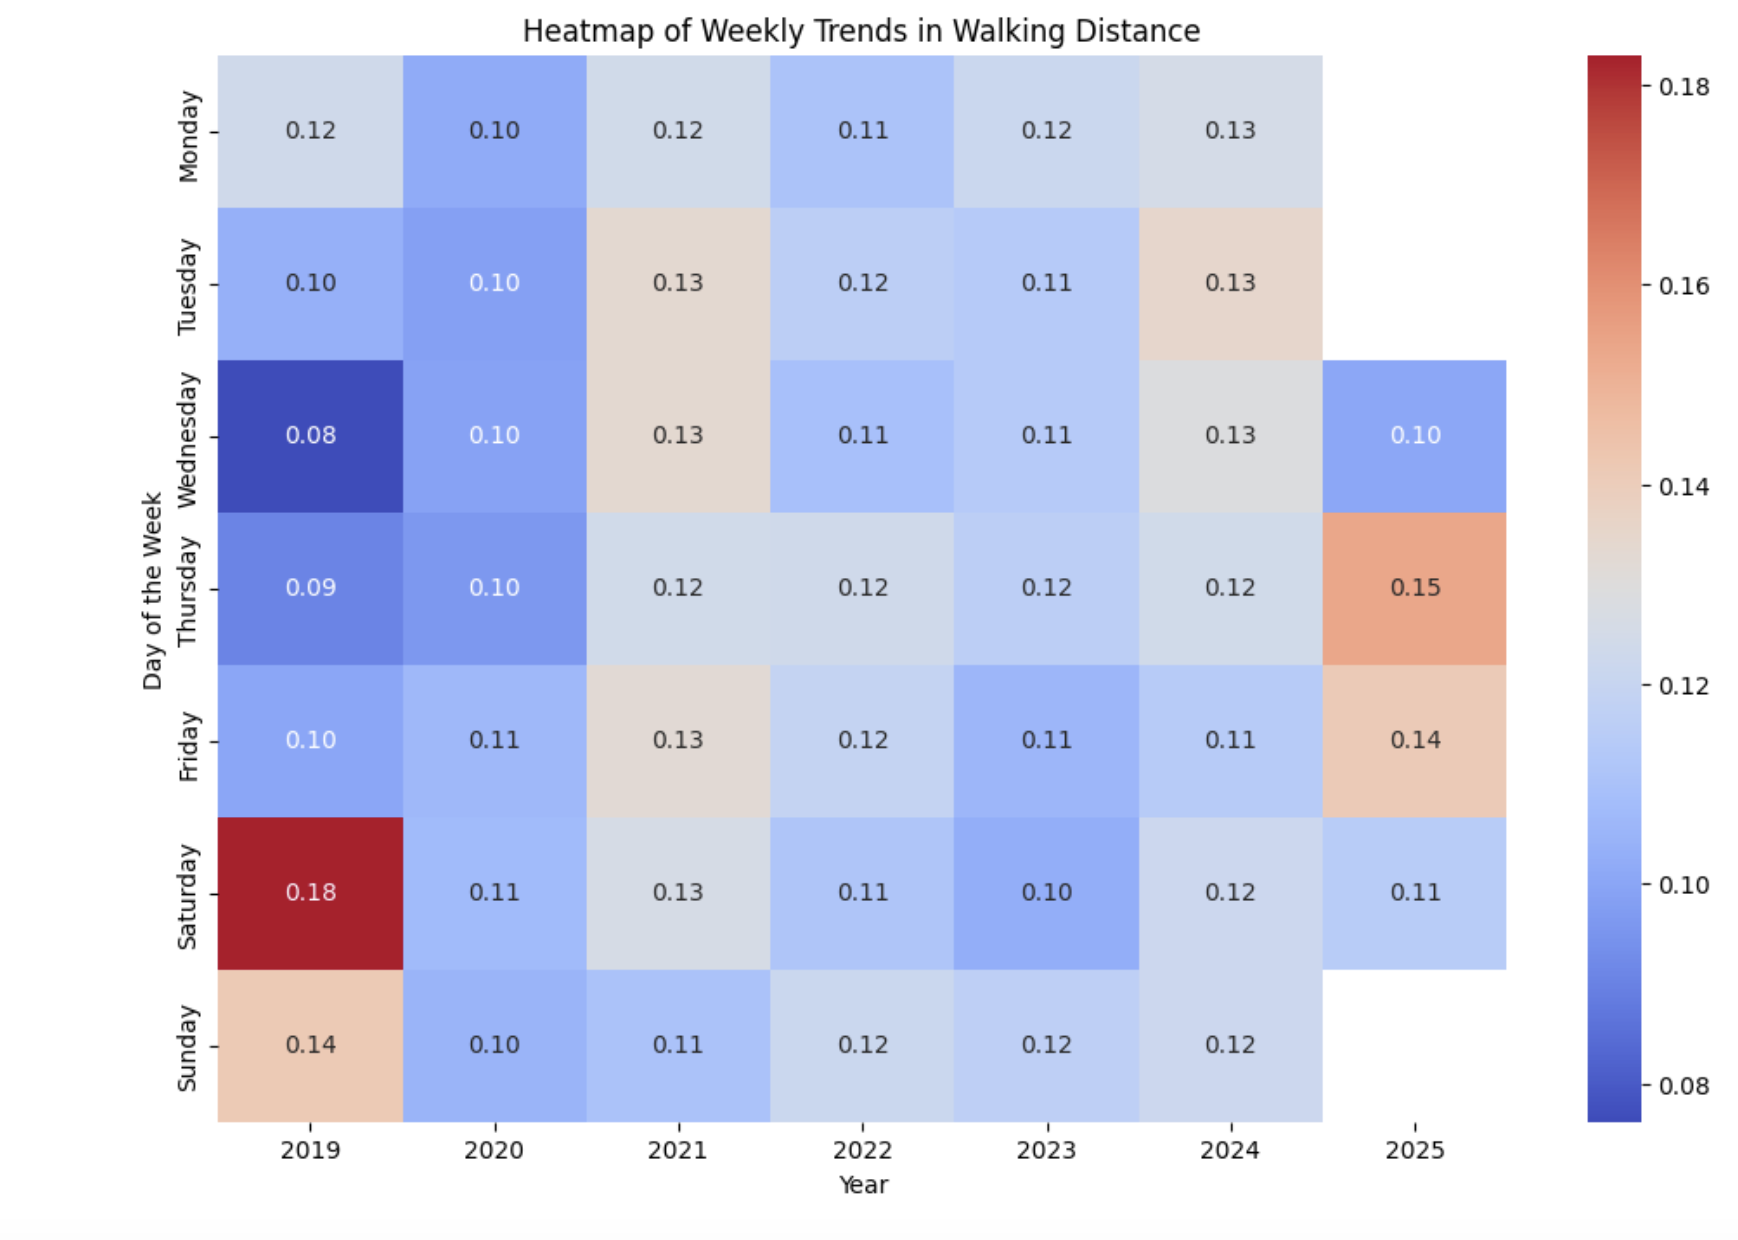 Heatmap of Weekly Trends in Walking Distance
Day of the Week
Monday 0.12 0.10 0.12 0.11 0.12 0.13
Tuesday 0.10 0.10 0.13 0.12 0.11 0.13
Wednesday 0.08 0.10 0.13 0.11 0.11 0.13 0.10
Thursday 0.09 0.10 0.12 0.12 0.12 0.12 0.15
Friday 0.10 0.11 0.13 0.12 0.11 0.11 0.14
Saturday 0.18 0.11 0.13 0.11 0.10 0.12 0.11
Sunday 0.14 0.10 0.11 0.12 0.12 0.12
2019 2020 2021 2022 2023 2024 2025
Year
0.18
0.16
0.14
0.12
0.10
0.08